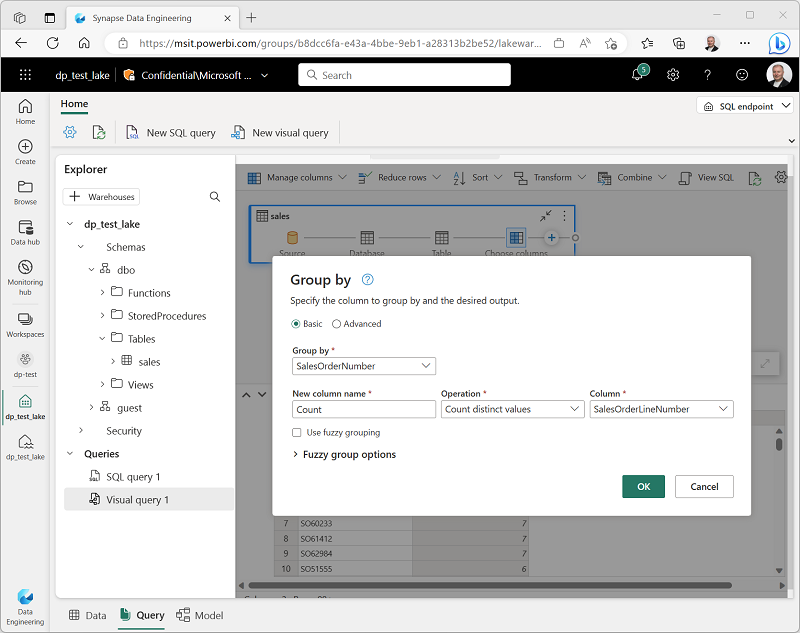 Synapse Data Engineering
https://msit.powerbi.com/groups/b8dcc6fa-e43a-4bbe-9eb1-a28313b2be52/lakewar...
dp_test_lake
Confidential\Microsoft ...
Search
5
?
Home
SQL endpoint
New SQL query
New visual query
Home
Create
Browse
Data hub
Monitoring
hub
Workspaces
dp-test
dp_test_lake
dp_test_lake
Data
Engineering
Explorer
+ Warehouses
dp_test_lake
Schemas
dbo
Functions
StoredProcedures
Tables
sales
Views
guest
Security
Queries
SQL query 1
Visual query 1
Manage columns
Reduce rows
Sort
Transform
Combine
View SQL
sales
Source
Database
Table
Choose columns
Group by
Specify the column to group by and the desired output.
Basic
Advanced
Group by *
SalesOrderNumber
New column name *
Operation *
Column *
Count
Count distinct values
SalesOrderLineNumber
Use fuzzy grouping
Fuzzy group options
OK
Cancel
7 SO60233 7
8 SO61412 7
9 SO62984 7
10 SO51555 6
Data
Query
Model